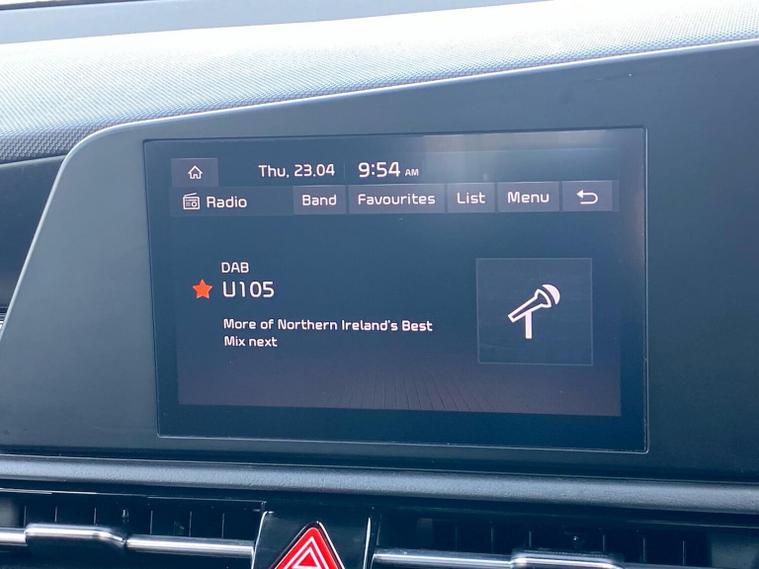 Thu, 23.04 9:54 AM
Radio Band Favourites List Menu
DAB
U105
More of Northern Ireland's Best
Mix next